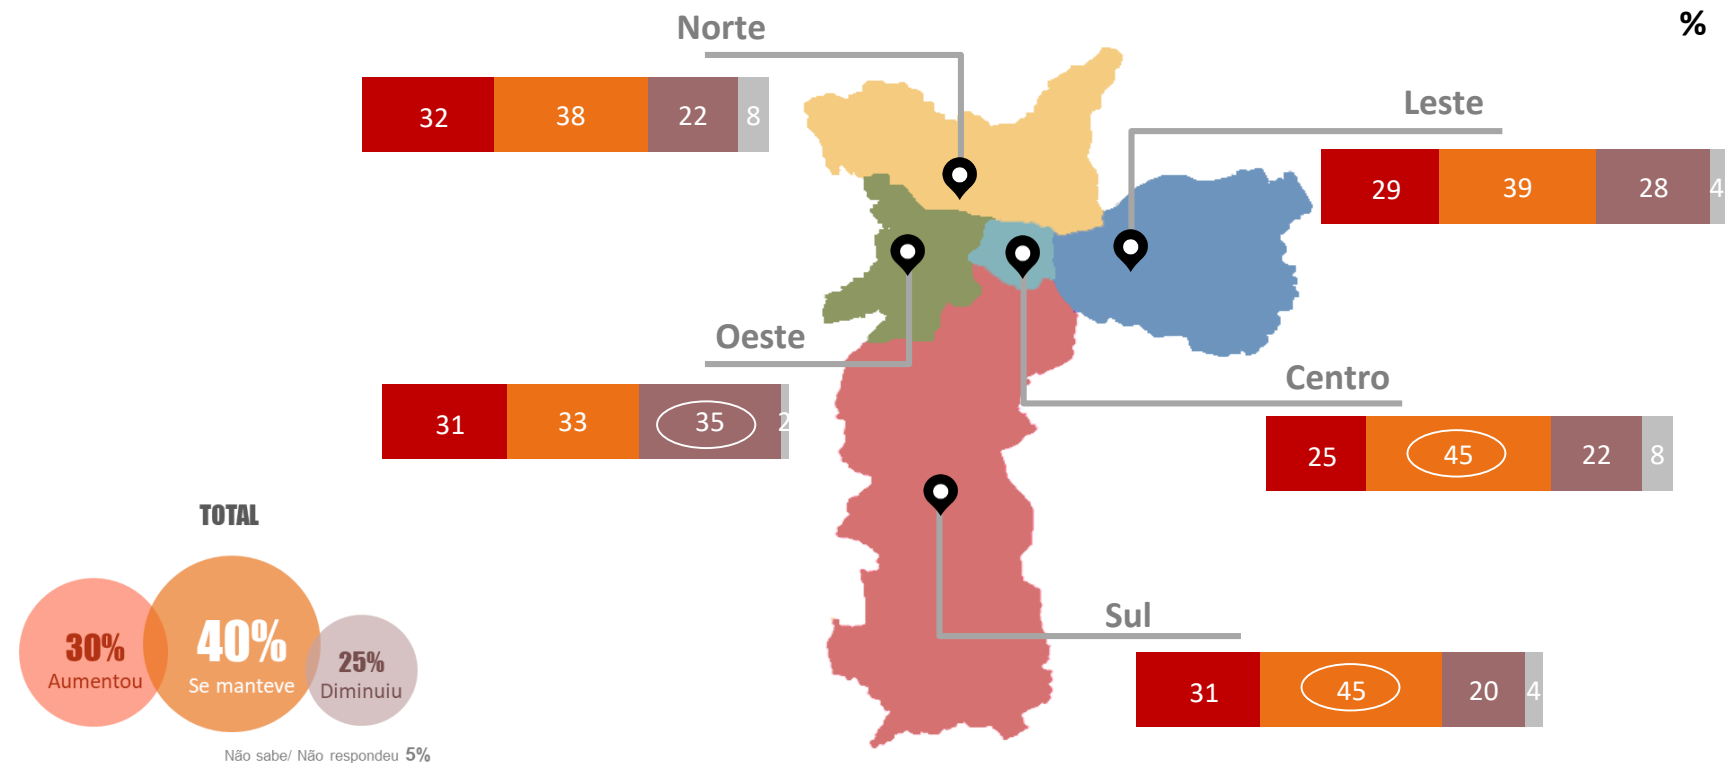 %
Norte
32 38 22 8
Leste
29 39 28 4
Oeste
31 33 35 2
Centro
25 45 22 8
TOTAL
30%
Aumentou
40%
Se manteve
25%
Diminuiu
Não sabe/ Não respondeu 5%
Sul
31 45 20 4